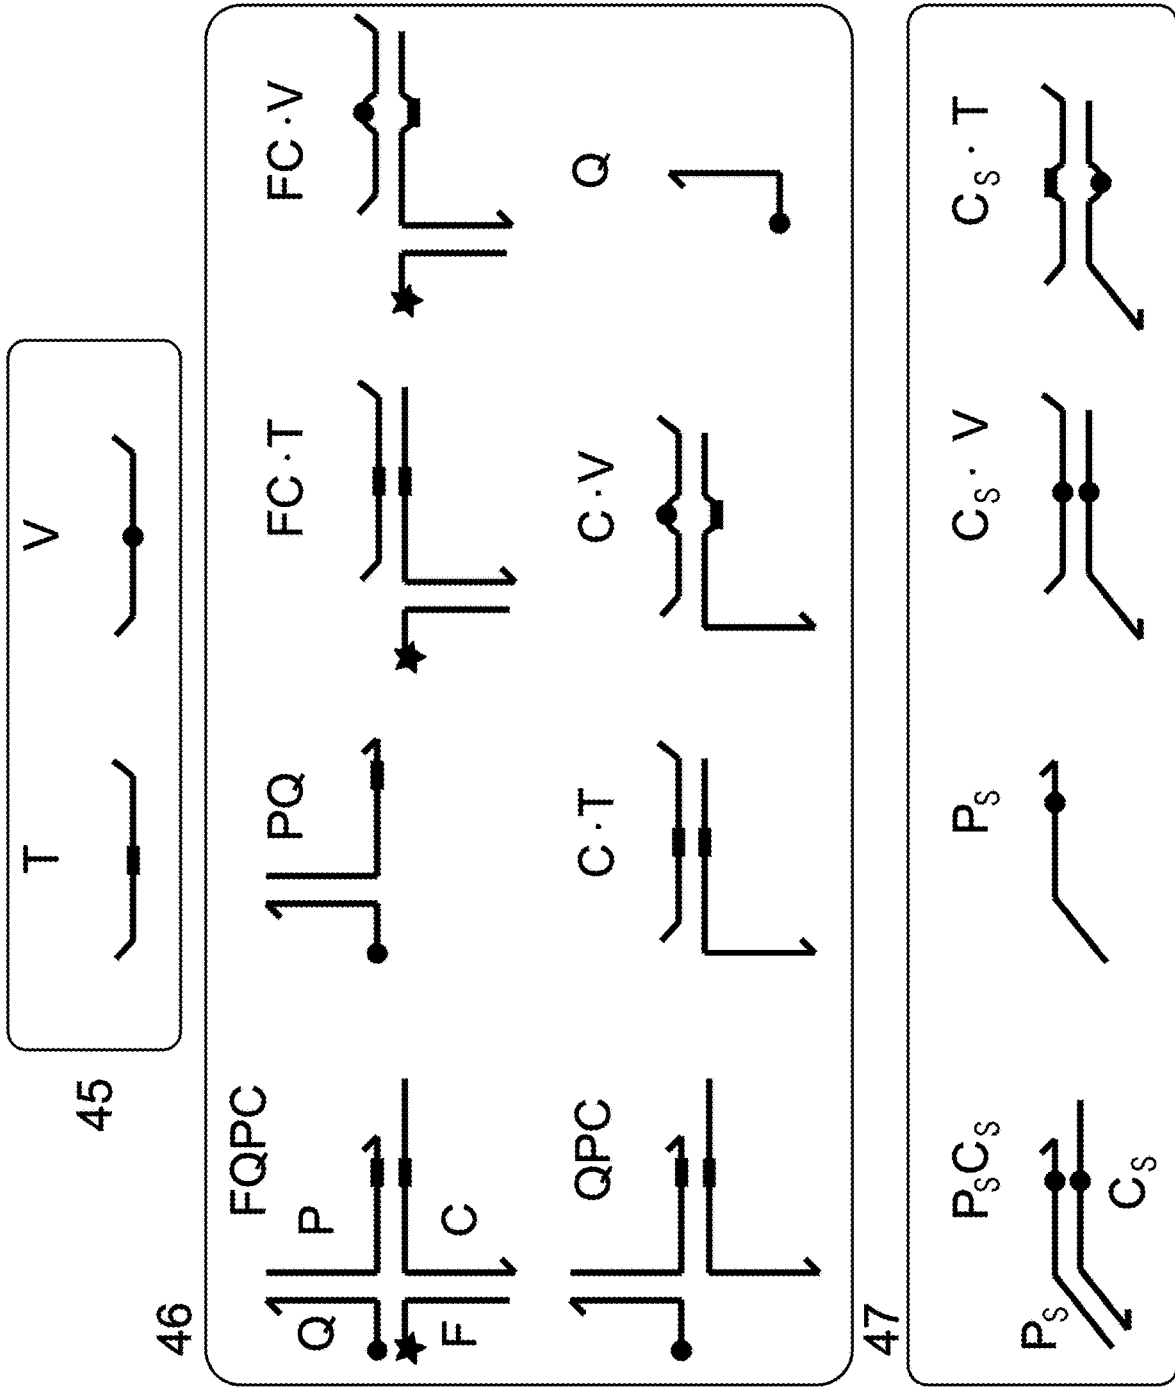 45
T
V
46
FQPC
Q
P
F
C
PQ
FC · T
FC · V
QPC
C · T
C · V
Q
47
PSCS
PS
CS
PS
CS · V
CS · T